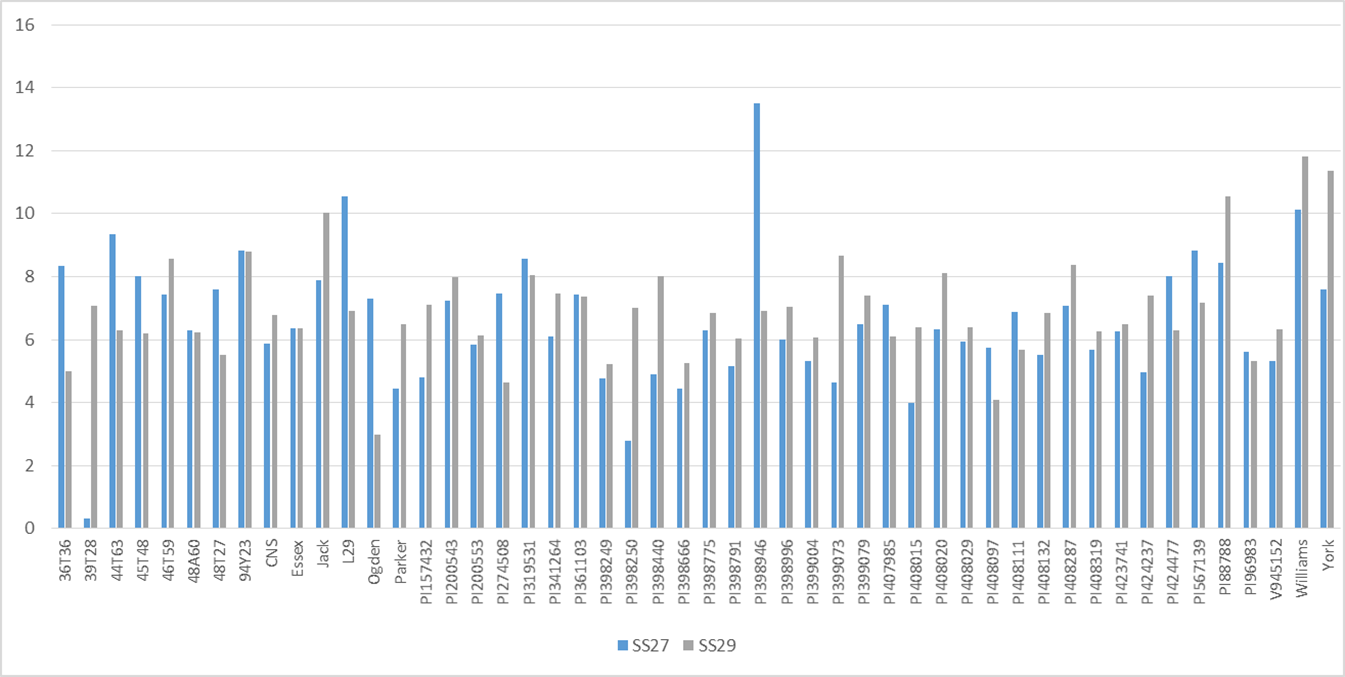 16
14
12
10
8
6
4
2
0
36T36
39T28
44T63
45T48
46T59
48A60
48T27
94Y23
CNS
Essex
Jack
L29
Ogden
Parker
PI157432
PI200543
PI200553
PI274508
PI319531
PI341264
PI361103
PI398249
PI398250
PI398440
PI398666
PI398775
PI398791
PI398946
PI398996
PI399004
PI399073
PI399079
PI407985
PI408015
PI408020
PI408029
PI408097
PI408111
PI408132
PI408287
PI408319
PI423741
PI424237
PI424477
PI567139
PI88788
PI96983
V945152
Williams
York
SS27 SS29